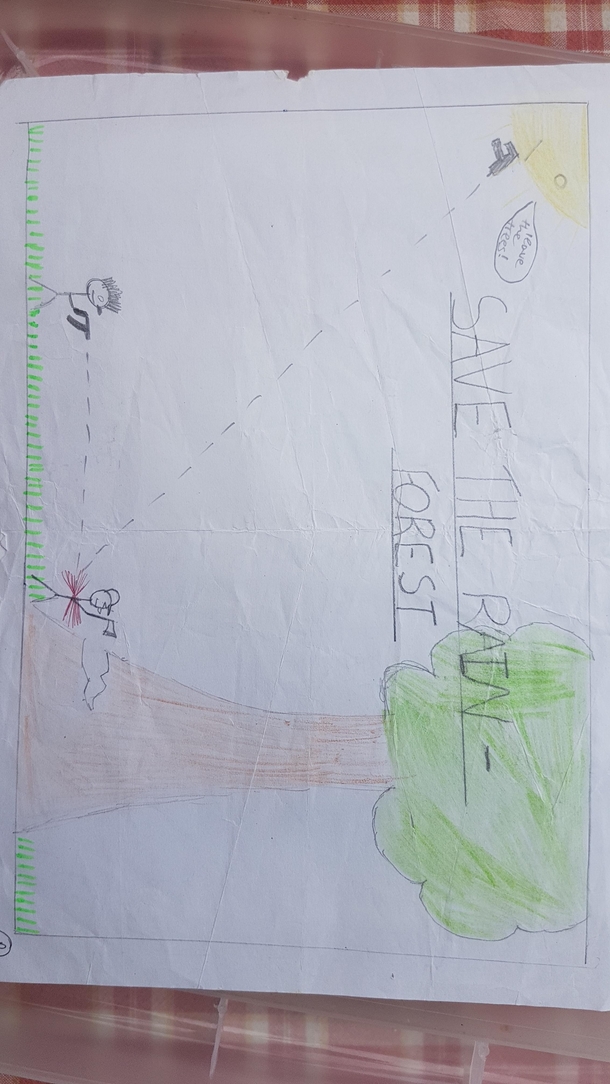 leave
the
trees!
SAVE THE RAIN -
FOREST